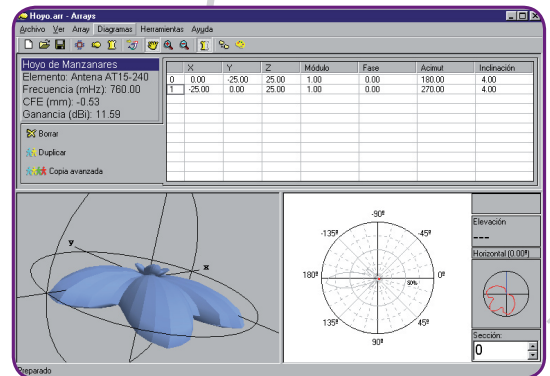 Hoyo.arr - Arrays
Archivo Ver Array Diagramas Herramientas Ayuda
Hoyo de Manzanares
Elemento: Antena AT15-240
Frecuencia (mHz): 760.00
CFE (mm): -0.53
Ganancia (dBi): 11.59
Borrar
Duplicar
Copia avanzada
X Y Z Módulo Fase Acimut Inclinación
0 0.00 -25.00 25.00 1.00 0.00 180.00 4.00
1 -25.00 0.00 25.00 1.00 0.00 270.00 4.00
y
x
-90º
-135º -45º
180º 0º
50%
135º 45º
90º
Elevación
---
Horizontal (0.00º)
Sección:
0
Preparado